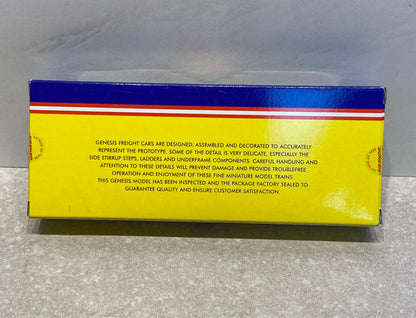 GENESIS FREIGHT CARS ARE DESIGNED, ASSEMBLED AND DECORATED TO ACCURATELY
REPRESENT THE PROTOTYPE. SOME OF THE DETAIL IS VERY DELICATE, ESPECIALLY THE
SIDE STIRRUP STEPS, LADDERS AND UNDERFRAME COMPONENTS. CAREFUL HANDLING AND
ATTENTION TO THESE DETAILS WILL PREVENT DAMAGE AND PROVIDE TROUBLEFREE
OPERATION AND ENJOYMENT OF THESE FINE MINIATURE MODEL TRAINS.
THIS GENESIS MODEL HAS BEEN INSPECTED AND THE PACKAGE FACTORY SEALED TO
GUARANTEE QUALITY AND ENSURE CUSTOMER SATISFACTION.